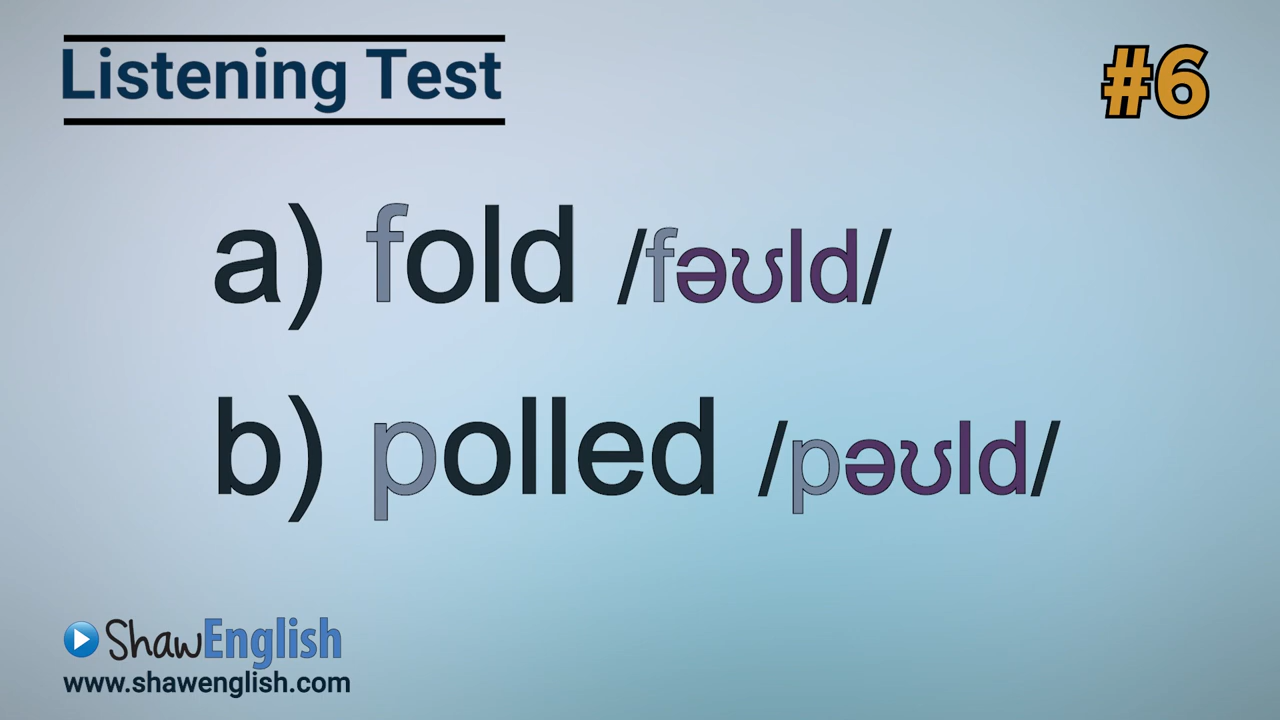 Listening Test
#6
a) fold /fəʊld/
b) polled /pəʊld/
ShawEnglish
www.shawenglish.com